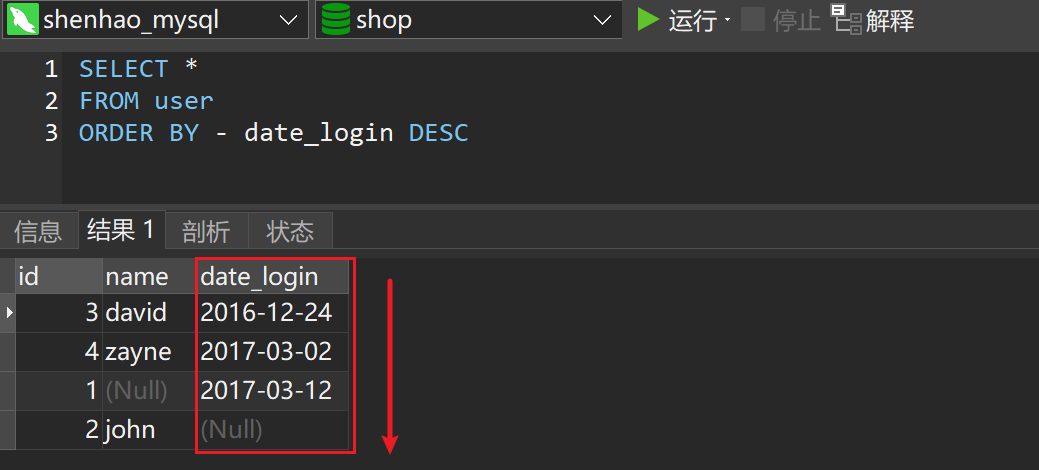 shenhao_mysql shop 运行 停止 解释
1 SELECT *
2 FROM user
3 ORDER BY - date_login DESC
信息 结果 1 剖析 状态
id name date_login
3 david 2016-12-24
4 zayne 2017-03-02
1 (Null) 2017-03-12
2 john (Null)